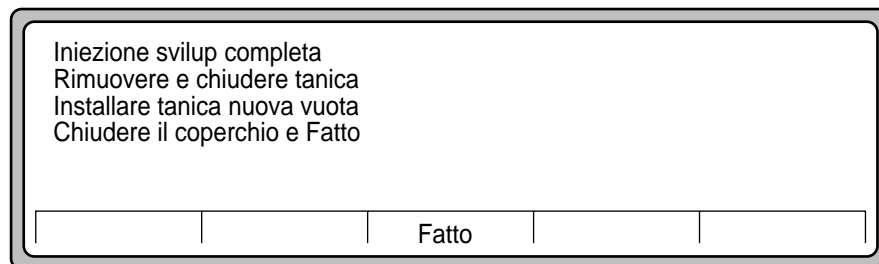 Iniezione svilup completa
Rimuovere e chiudere tanica
Installare tanica nuova vuota
Chiudere il coperchio e Fatto
Fatto